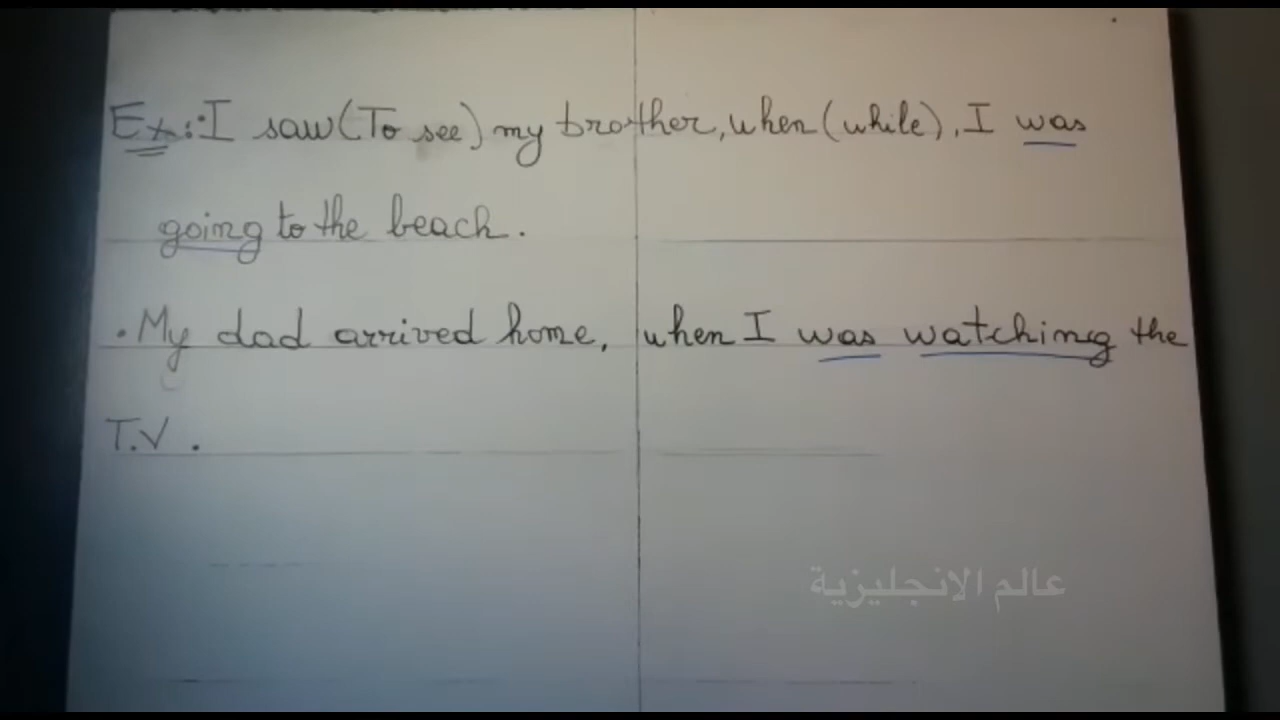 Ex: I saw (To see) my brother, when (while), I was
going to the beach.
. My dad arrived home, when I was watching the
T.V .
عالم الانجليزية